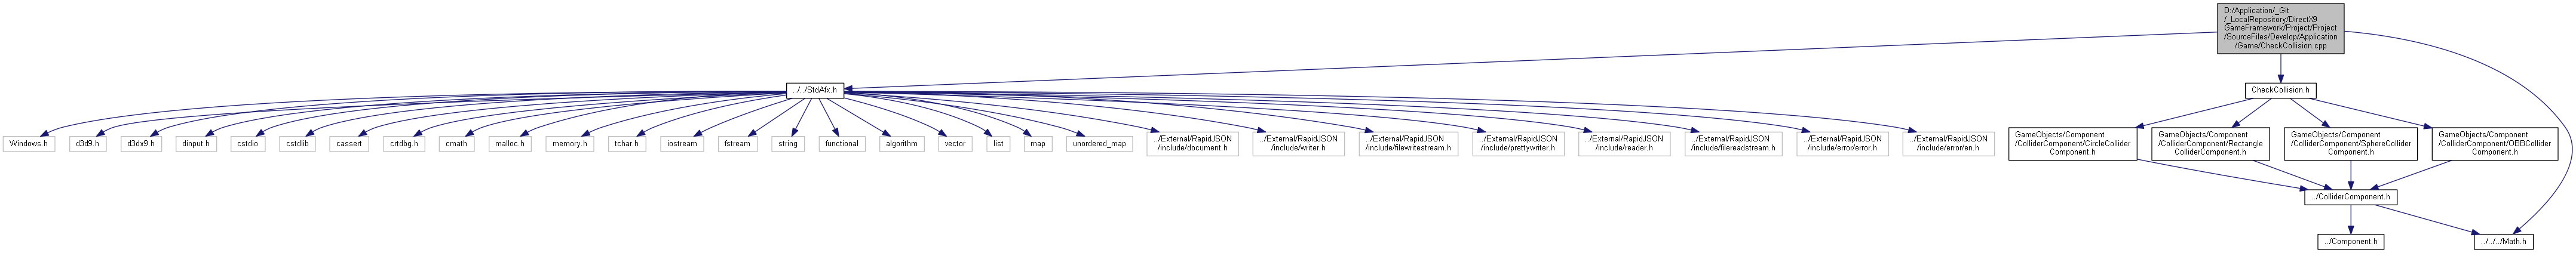 D:/Application/_Git
/_LocalRepository/DirectX9
GameFramework/Project/Project
/SourceFiles/Develop/Application
/Game/CheckCollision.cpp
../../StdAfx.h
CheckCollision.h
Windows.h
d3d9.h
d3dx9.h
dinput.h
cstdio
cstdlib
cassert
crtdbg.h
cmath
malloc.h
memory.h
tchar.h
iostream
fstream
string
functional
algorithm
vector
list
map
unordered_map
../External/RapidJSON
/include/document.h
../External/RapidJSON
/include/writer.h
../External/RapidJSON
/include/filewritestream.h
../External/RapidJSON
/include/prettywriter.h
../External/RapidJSON
/include/reader.h
../External/RapidJSON
/include/filereadstream.h
../External/RapidJSON
/include/error/error.h
../External/RapidJSON
/include/error/en.h
GameObjects/Component
/ColliderComponent/CircleCollider
Component.h
GameObjects/Component
/ColliderComponent/Rectangle
ColliderComponent.h
GameObjects/Component
/ColliderComponent/SphereCollider
Component.h
GameObjects/Component
/ColliderComponent/OBBCollider
Component.h
../ColliderComponent.h
../Component.h
../../../Math.h